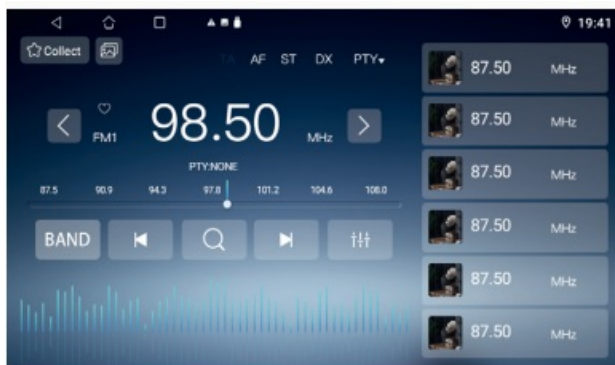 19:41
Collect
TA AF ST DX PTY
FM1 98.50 MHz
PTY:NONE
87.5 90.9 94.3 97.8 101.2 104.6 108.0
BAND
87.50 MHz
87.50 MHz
87.50 MHz
87.50 MHz
87.50 MHz
87.50 MHz